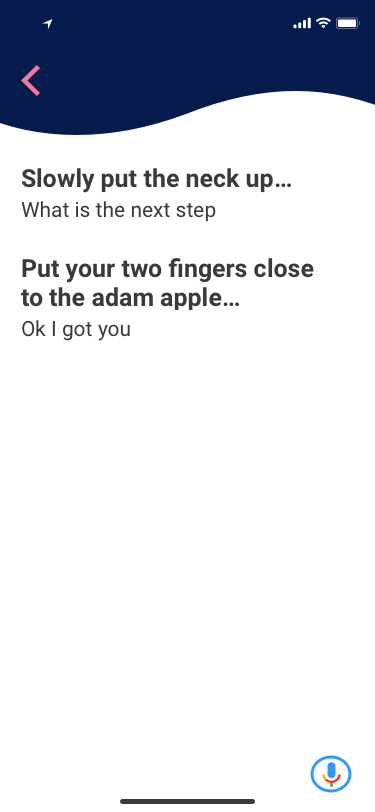 Slowly put the neck up...
What is the next step
Put your two fingers close
to the adam apple...
Ok I got you